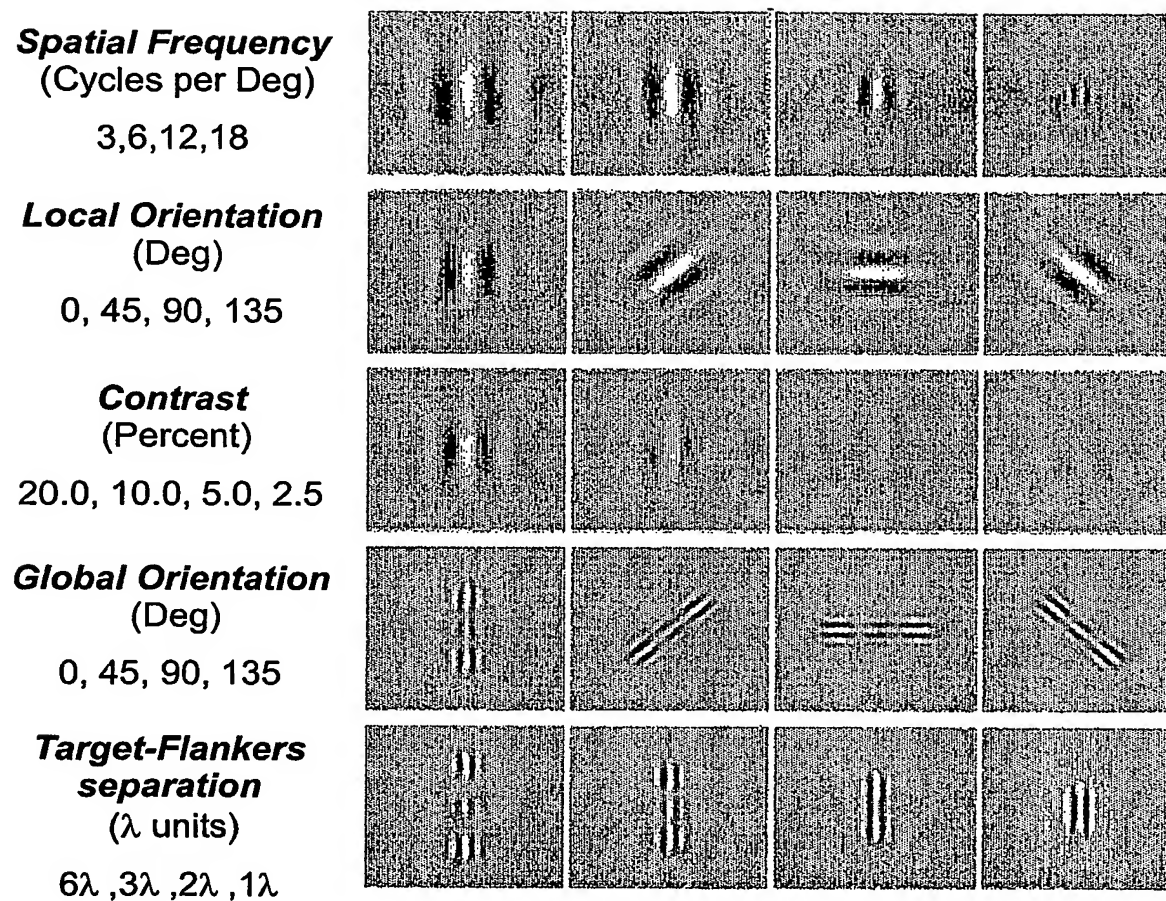 Spatial Frequency
(Cycles per Deg)
3,6,12,18
Local Orientation
(Deg)
0, 45, 90, 135
Contrast
(Percent)
20.0, 10.0, 5.0, 2.5
Global Orientation
(Deg)
0, 45, 90, 135
Target-Flankers
separation
(λ units)
6λ ,3λ ,2λ ,1λ